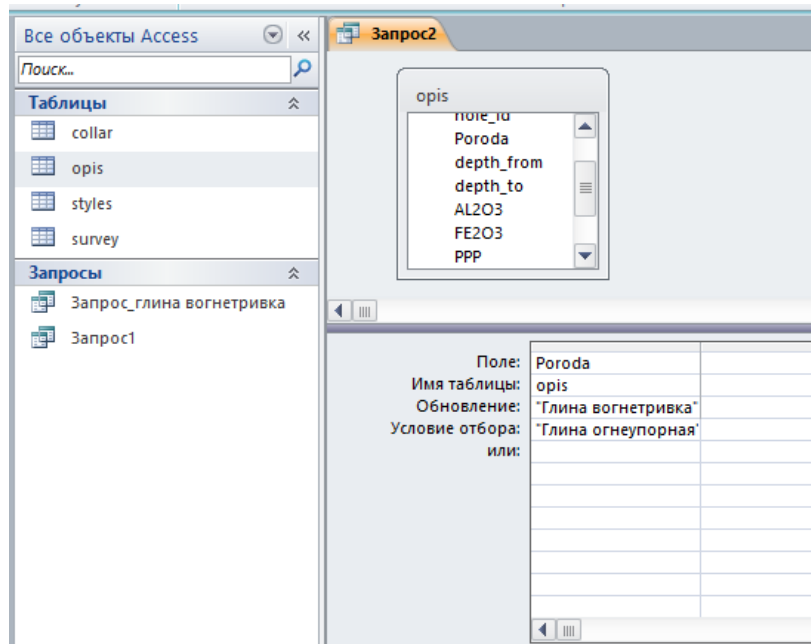 Все объекты Access
Поиск...
Таблицы
collar
opis
styles
survey
Запросы
Запрос_глина вогнетривка
Запрос1
Запрос2
opis
hole_id
Poroda
depth_from
depth_to
AL2O3
FE2O3
PPP
Поле: Poroda
Имя таблицы: opis
Обновление: "Глина вогнетривка"
Условие отбора: "Глина огнеупорная"
или: